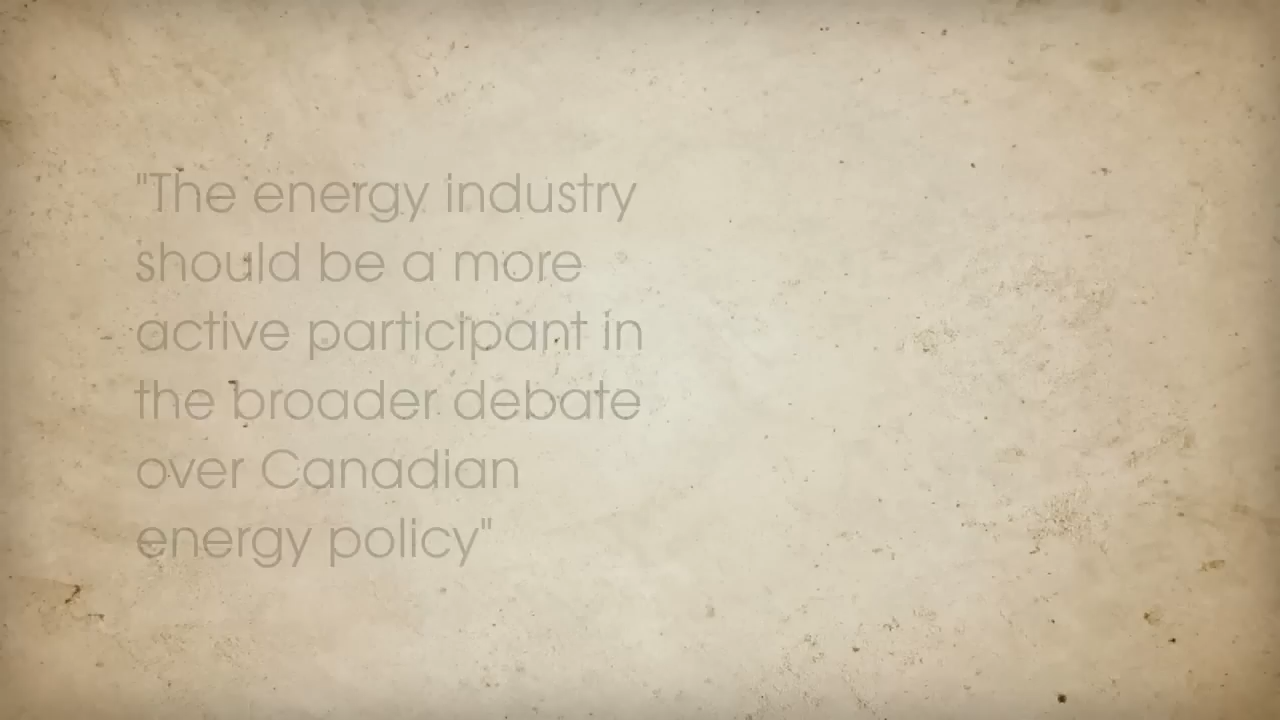 "The energy industry
should be a more
active participant in
the broader debate
over Canadian
energy policy"